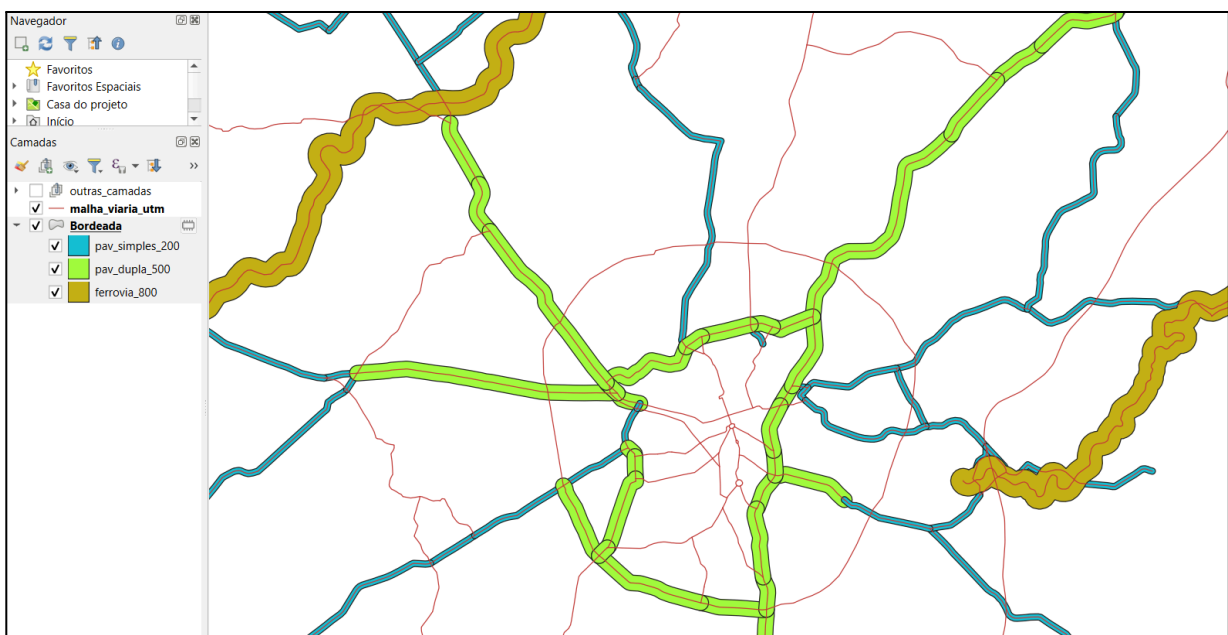 Navegador
Favoritos
Favoritos Espaciais
Casa do projeto
Início
Camadas
outras_camadas
malha_viaria_utm
Bordeada
pav_simples_200
pav_dupla_500
ferrovia_800